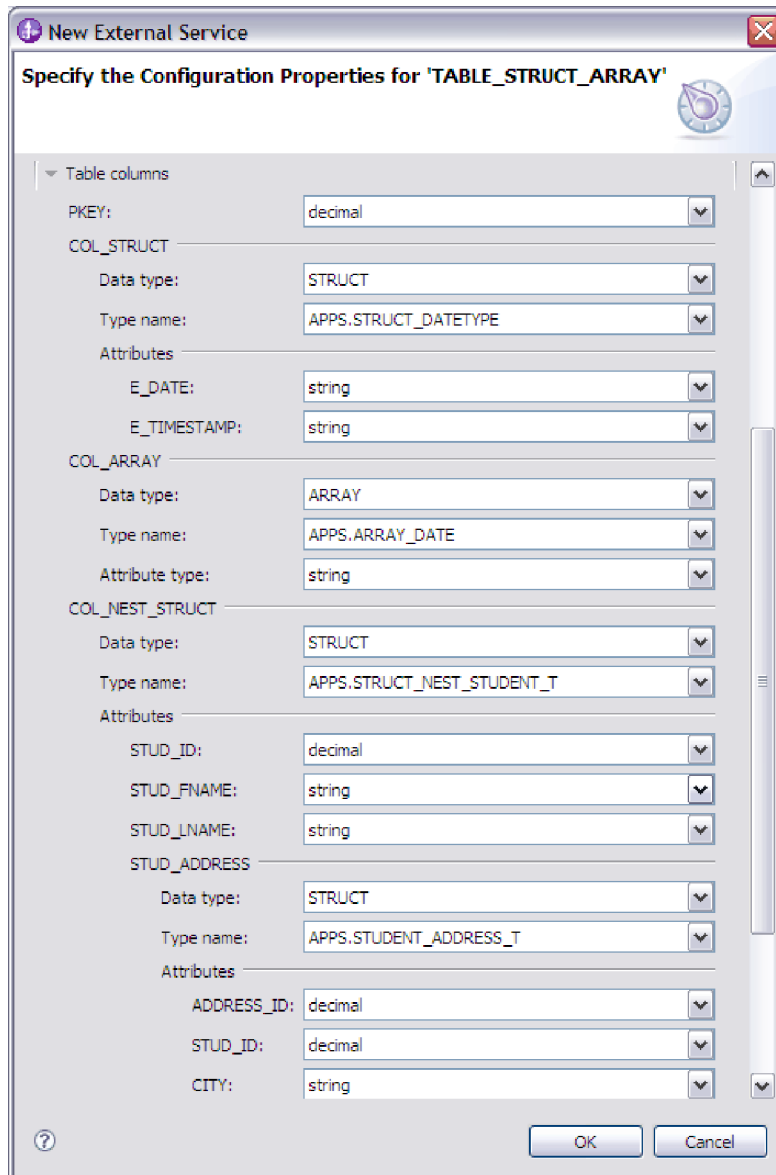 New External Service
Specify the Configuration Properties for 'TABLE_STRUCT_ARRAY'
Table columns
PKEY: decimal
COL_STRUCT
Data type: STRUCT
Type name: APPS.STRUCT_DATETYPE
Attributes
E_DATE: string
E_TIMESTAMP: string
COL_ARRAY
Data type: ARRAY
Type name: APPS.ARRAY_DATE
Attribute type: string
COL_NEST_STRUCT
Data type: STRUCT
Type name: APPS.STRUCT_NEST_STUDENT_T
Attributes
STUD_ID: decimal
STUD_FNAME: string
STUD_LNAME: string
STUD_ADDRESS
Data type: STRUCT
Type name: APPS.STUDENT_ADDRESS_T
Attributes
ADDRESS_ID: decimal
STUD_ID: decimal
CITY: string
? OK Cancel